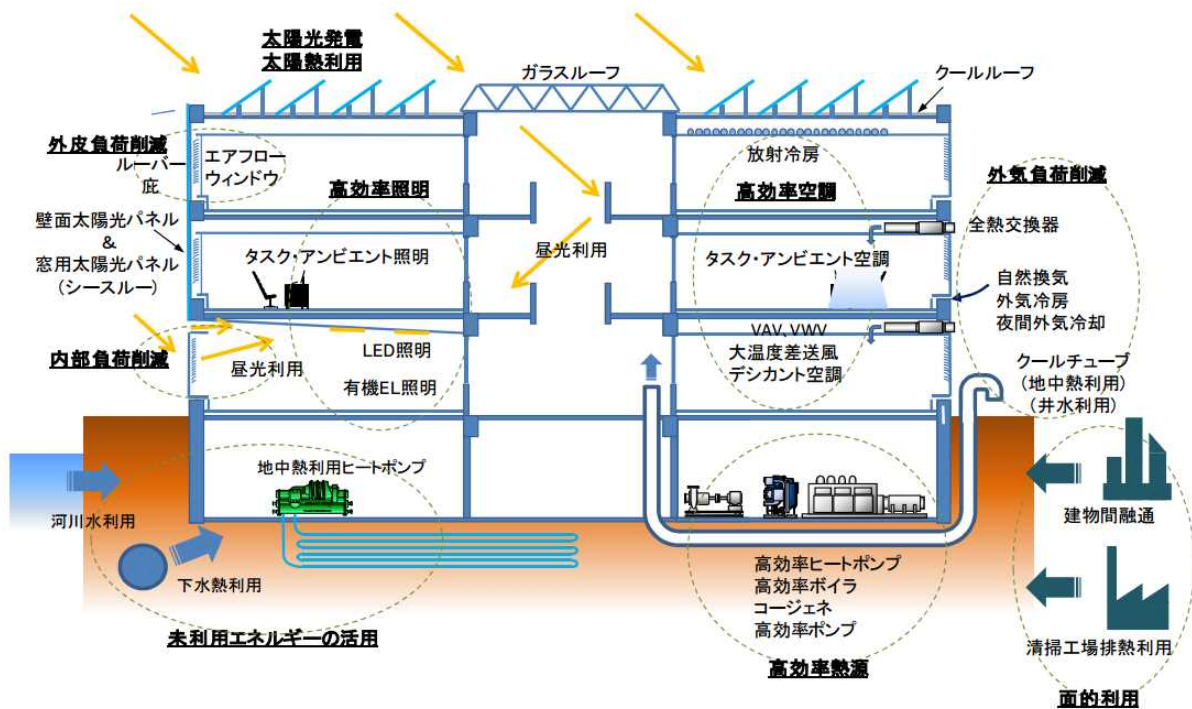 太陽光発電
太陽熱利用
ガラスルーフ
クールルーフ
外皮負荷削減
ルーバー
庇
エアフロー
ウィンドウ
高効率照明
放射冷房
高効率空調
外気負荷削減
壁面太陽光パネル
&
窓用太陽光パネル
(シースルー)
タスク・アンビエント照明
昼光利用
タスク・アンビエント空調
全熱交換器
自然換気
外気冷房
夜間外気冷却
内部負荷削減
昼光利用
LED照明
有機EL照明
VAV、VWV
大温度差送風
デシカント空調
クールチューブ
(地中熱利用)
(井水利用)
地中熱利用ヒートポンプ
河川水利用
下水熱利用
未利用エネルギーの活用
高効率ヒートポンプ
高効率ボイラ
コージェネ
高効率ポンプ
高効率熱源
建物間融通
清掃工場排熱利用
面的利用